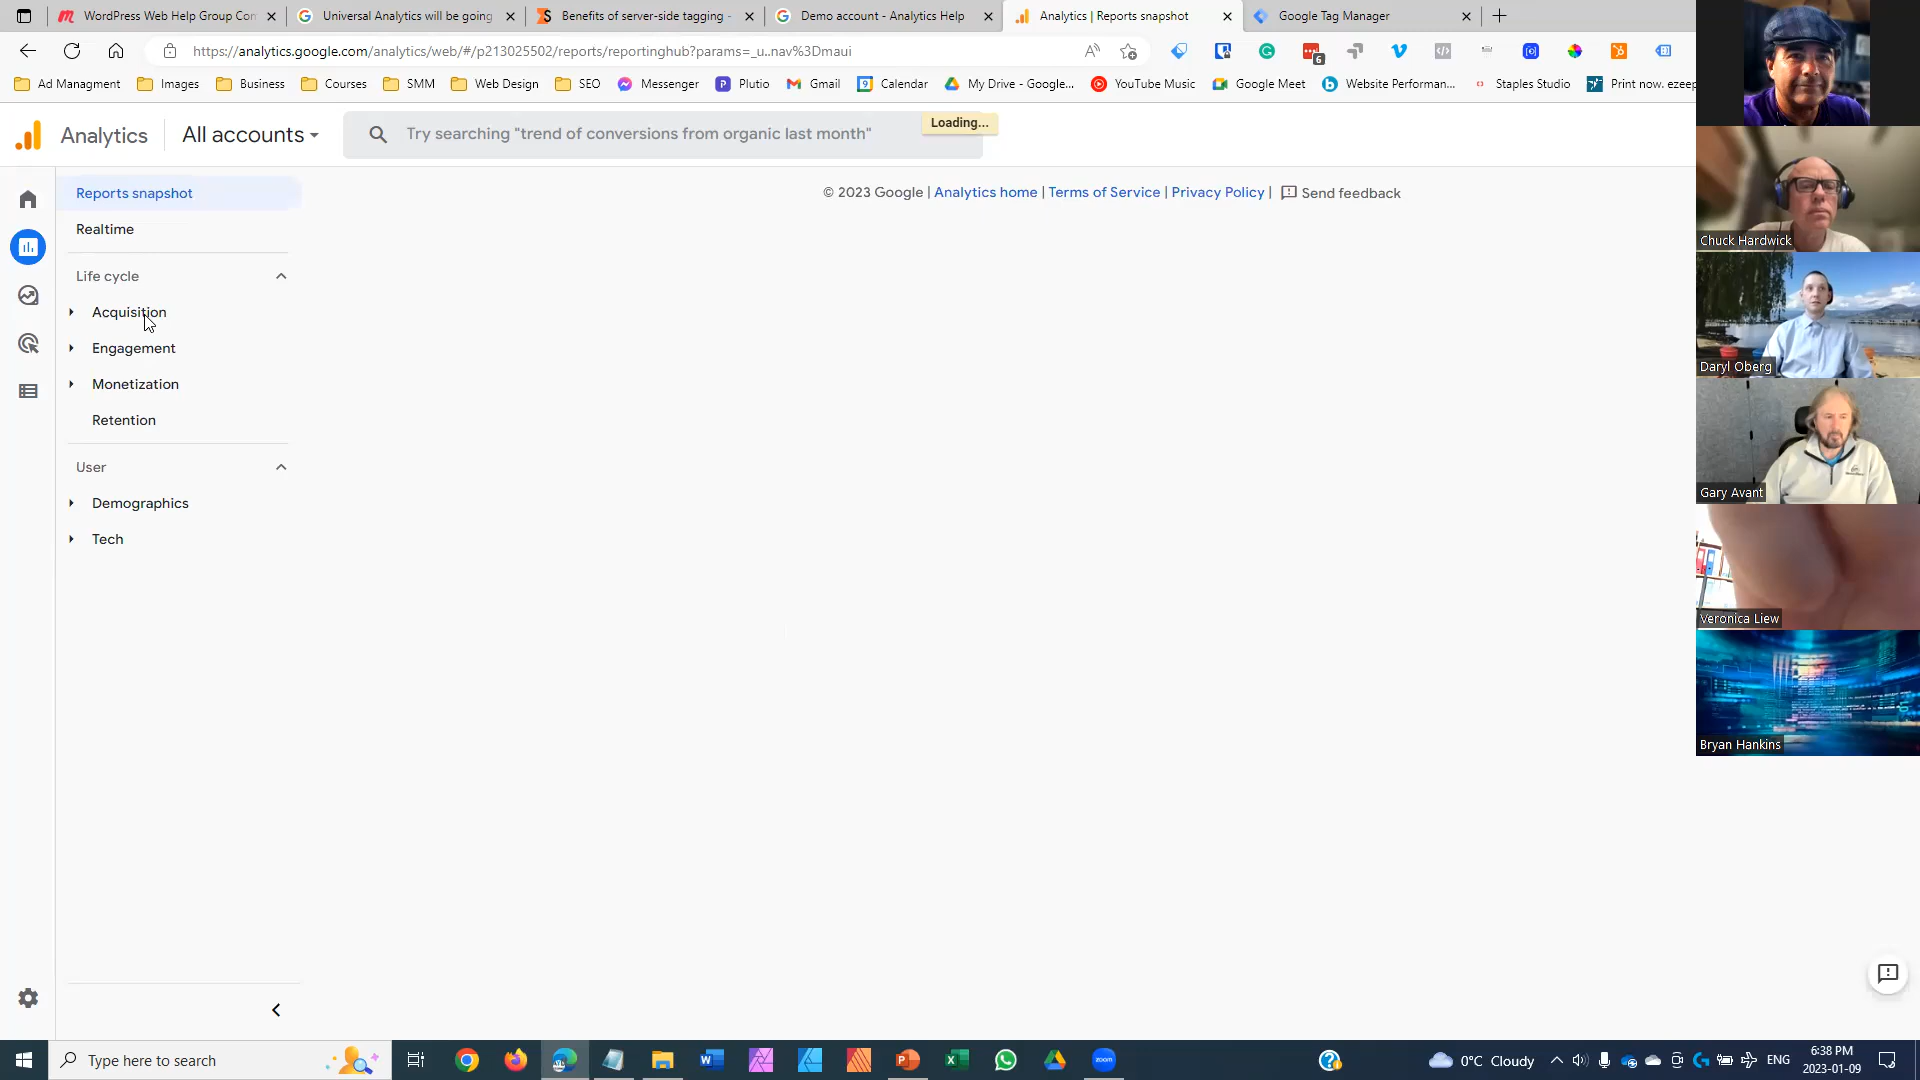 WordPress Web Help Group Con
Universal Analytics will be going
Benefits of server-side tagging -
Demo account - Analytics Help
Analytics | Reports snapshot
Google Tag Manager
https://analytics.google.com/analytics/web/#/p213025502/reports/reportinghub?params=_u..nav%3Dmaui
6
Ad Managment
Images
Business
Courses
SMM
Web Design
SEO
Messenger
Plutio
Gmail
Calendar
My Drive - Google...
YouTube Music
Google Meet
Website Performan...
Staples Studio
Print now. ezeep
Analytics
All accounts
Try searching "trend of conversions from organic last month"
Loading...
Reports snapshot
Realtime
Life cycle
Acquisition
Engagement
Monetization
Retention
User
Demographics
Tech
© 2023 Google | Analytics home | Terms of Service | Privacy Policy | Send feedback
Chuck Hardwick
Daryl Oberg
Gary Avant
Veronica Liew
Bryan Hankins
Type here to search
zoom
0°C Cloudy
ENG
6:38 PM
2023-01-09